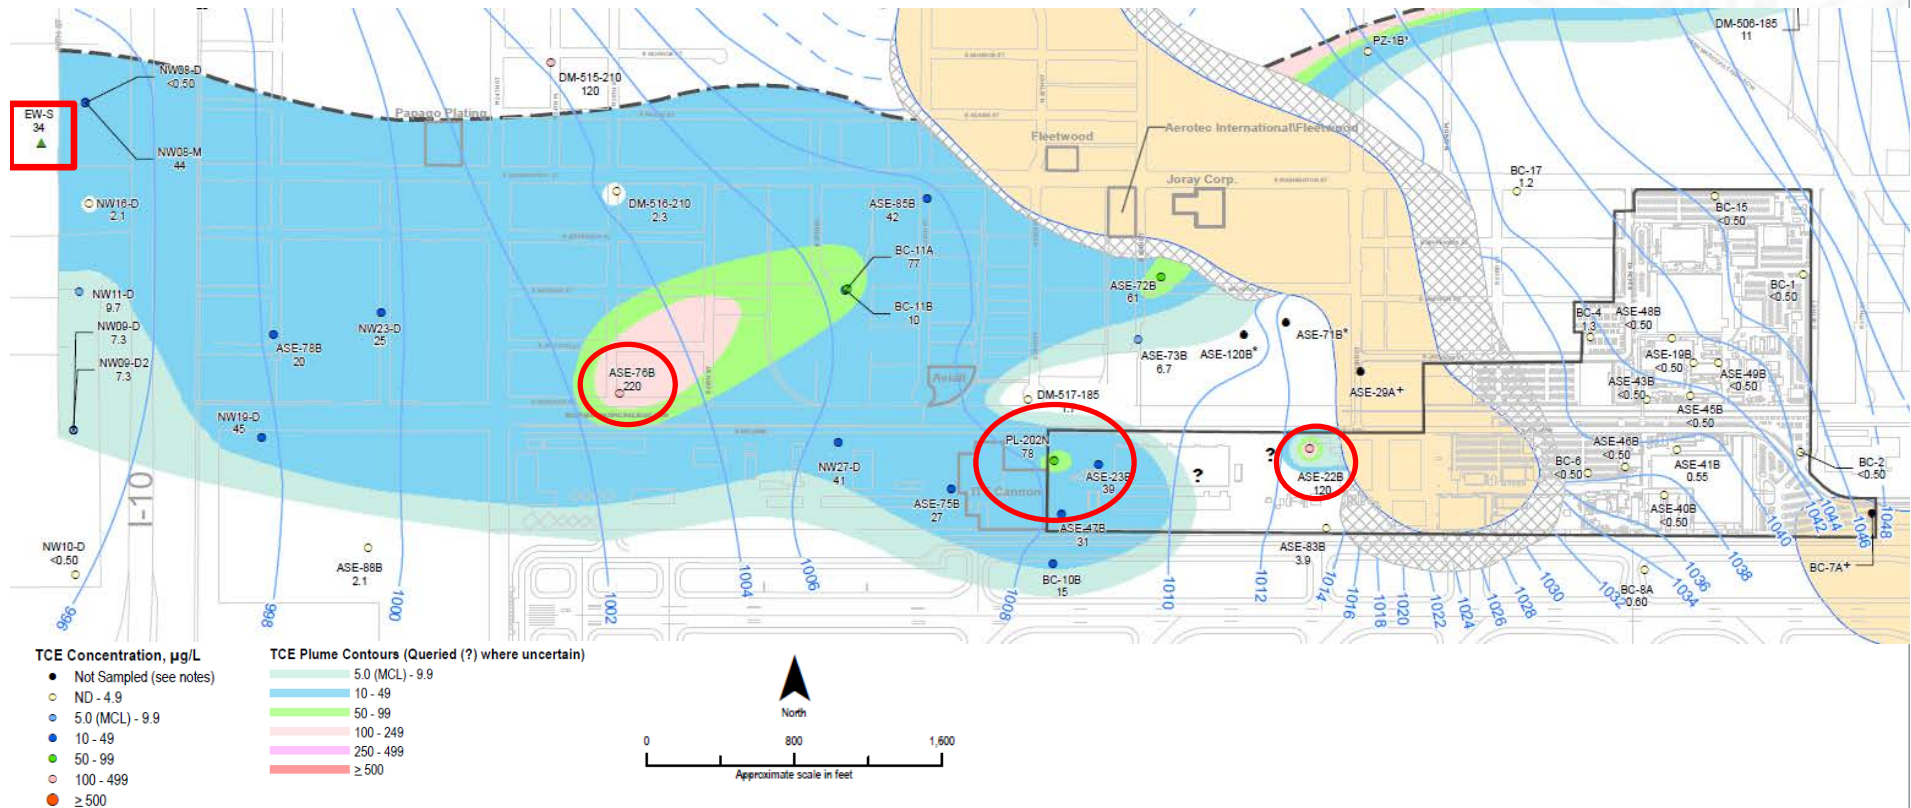 DM-506-185
11
PZ-1B*
NW08-D
<0.50
DM-515-210
120
EW-S
34
Papago Plating
Fleetwood
Aerotec International\Fleetwood
NW08-M
44
Joray Corp.
BC-17
1.2
NW16-D
2.1
DM-516-210
2.3
ASE-85B
42
BC-15
<0.50
BC-11A
77
ASE-72B
61
BC-1
<0.50
NW11-D
9.7
BC-11B
10
BC-4
1.3
ASE-48B
<0.50
NW09-D
7.3
NW23-D
25
ASE-78B
20
ASE-73B
6.7
ASE-120B*
ASE-71B*
ASE-19B
<0.50
NW09-D2
7.3
ASE-76B
220
Avail
ASE-49B
<0.50
ASE-43B
<0.50
ASE-29A+
DM-517-185
1.7
ASE-45B
<0.50
NW19-D
45
PL-202N
78
ASE-46B
<0.50
NW27-D
41
ASE-23B
39
?
?
ASE-22B
120
BC-6
<0.50
ASE-41B
0.55
BC-2
<0.50
I-10
ASE-75B
27
ASE-47B
31
ASE-40B
<0.50
NW10-D
<0.50
ASE-88B
2.1
BC-10B
15
ASE-83B
3.9
BC-8A
0.60
BC-7A+
996
998
1000
1002
1004
1006
1008
1010
1012
1014
1016
1018
1020
1022
1024
1026
1028
1030
1032
1034
1036
1038
1040
1042
1044
1046
1048
TCE Concentration, µg/L
Not Sampled (see notes)
ND - 4.9
5.0 (MCL) - 9.9
10 - 49
50 - 99
100 - 499
≥ 500
TCE Plume Contours (Queried (?) where uncertain)
5.0 (MCL) - 9.9
10 - 49
50 - 99
100 - 249
250 - 499
≥ 500
North
0 800 1,600
Approximate scale in feet